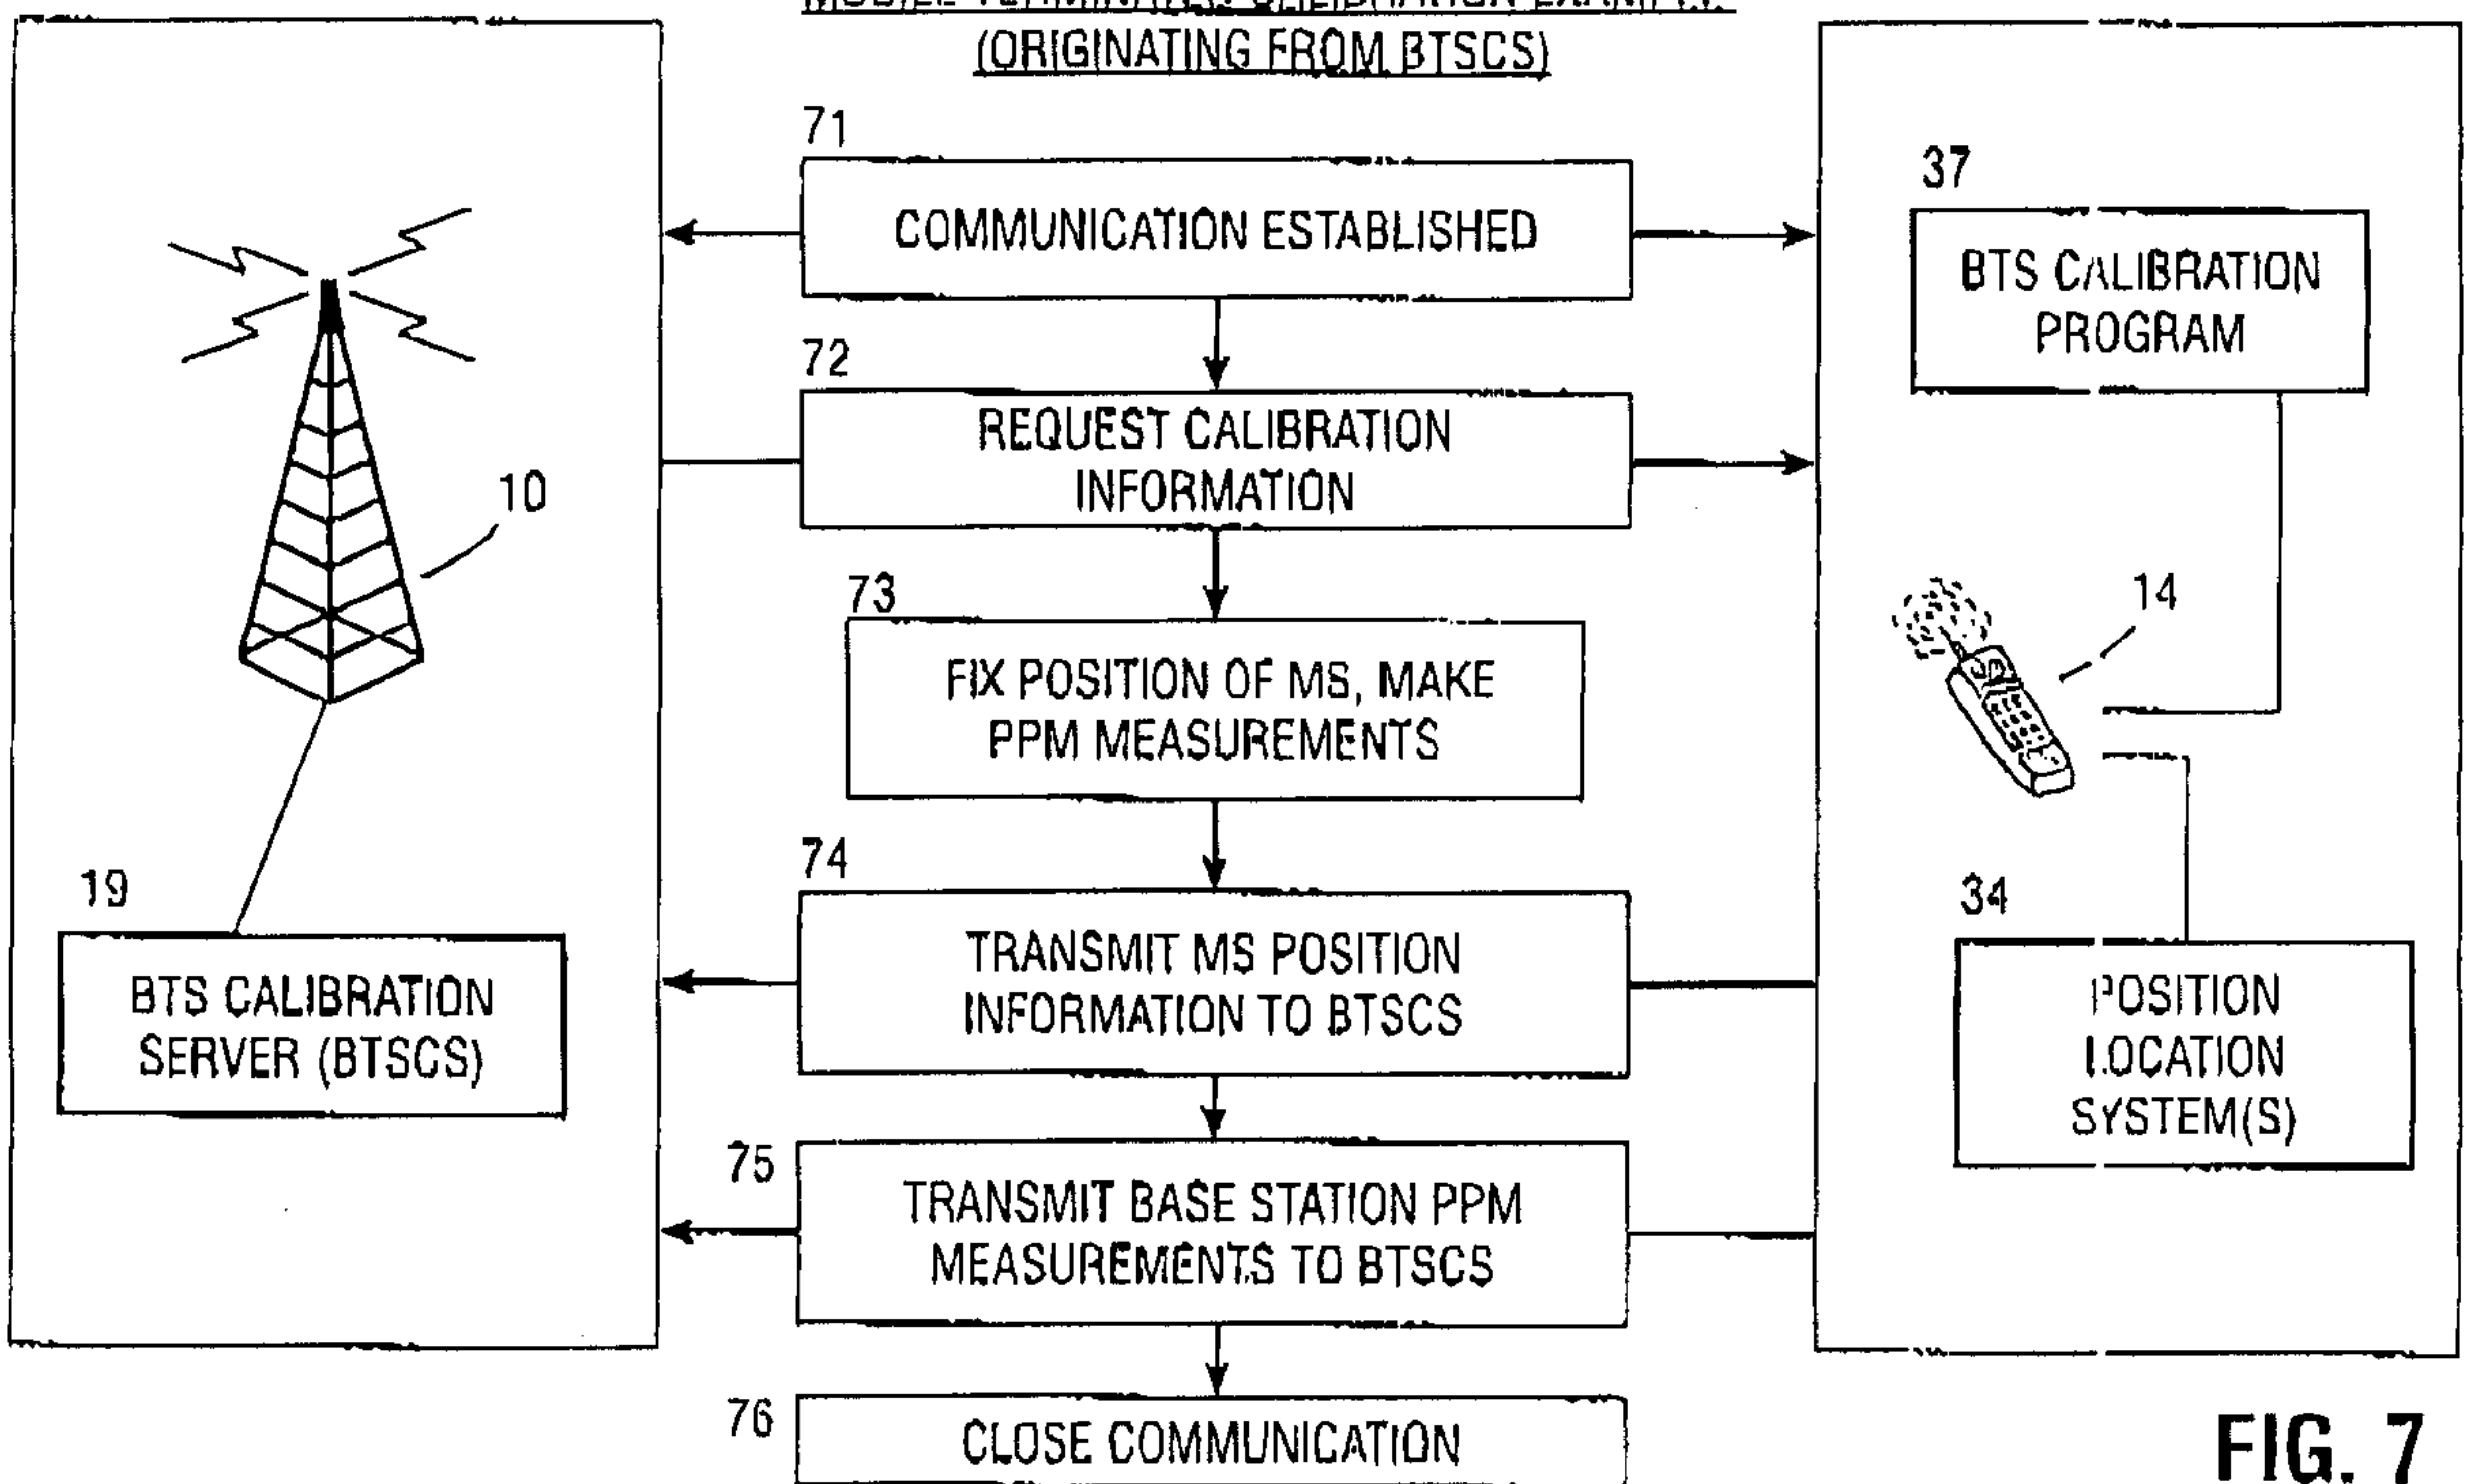 (ORIGINATING FROM BTSCS)
71
COMMUNICATION ESTABLISHED
72
REQUEST CALIBRATION
INFORMATION
73
FIX POSITION OF MS, MAKE
PPM MEASUREMENTS
74
TRANSMIT MS POSITION
INFORMATION TO BTSCS
75
TRANSMIT BASE STATION PPM
MEASUREMENTS TO BTSCS
76
CLOSE COMMUNICATION
10
19
BTS CALIBRATION
SERVER (BTSCS)
37
BTS CALIBRATION
PROGRAM
14
34
POSITION
LOCATION
SYSTEM(S)
FIG. 7